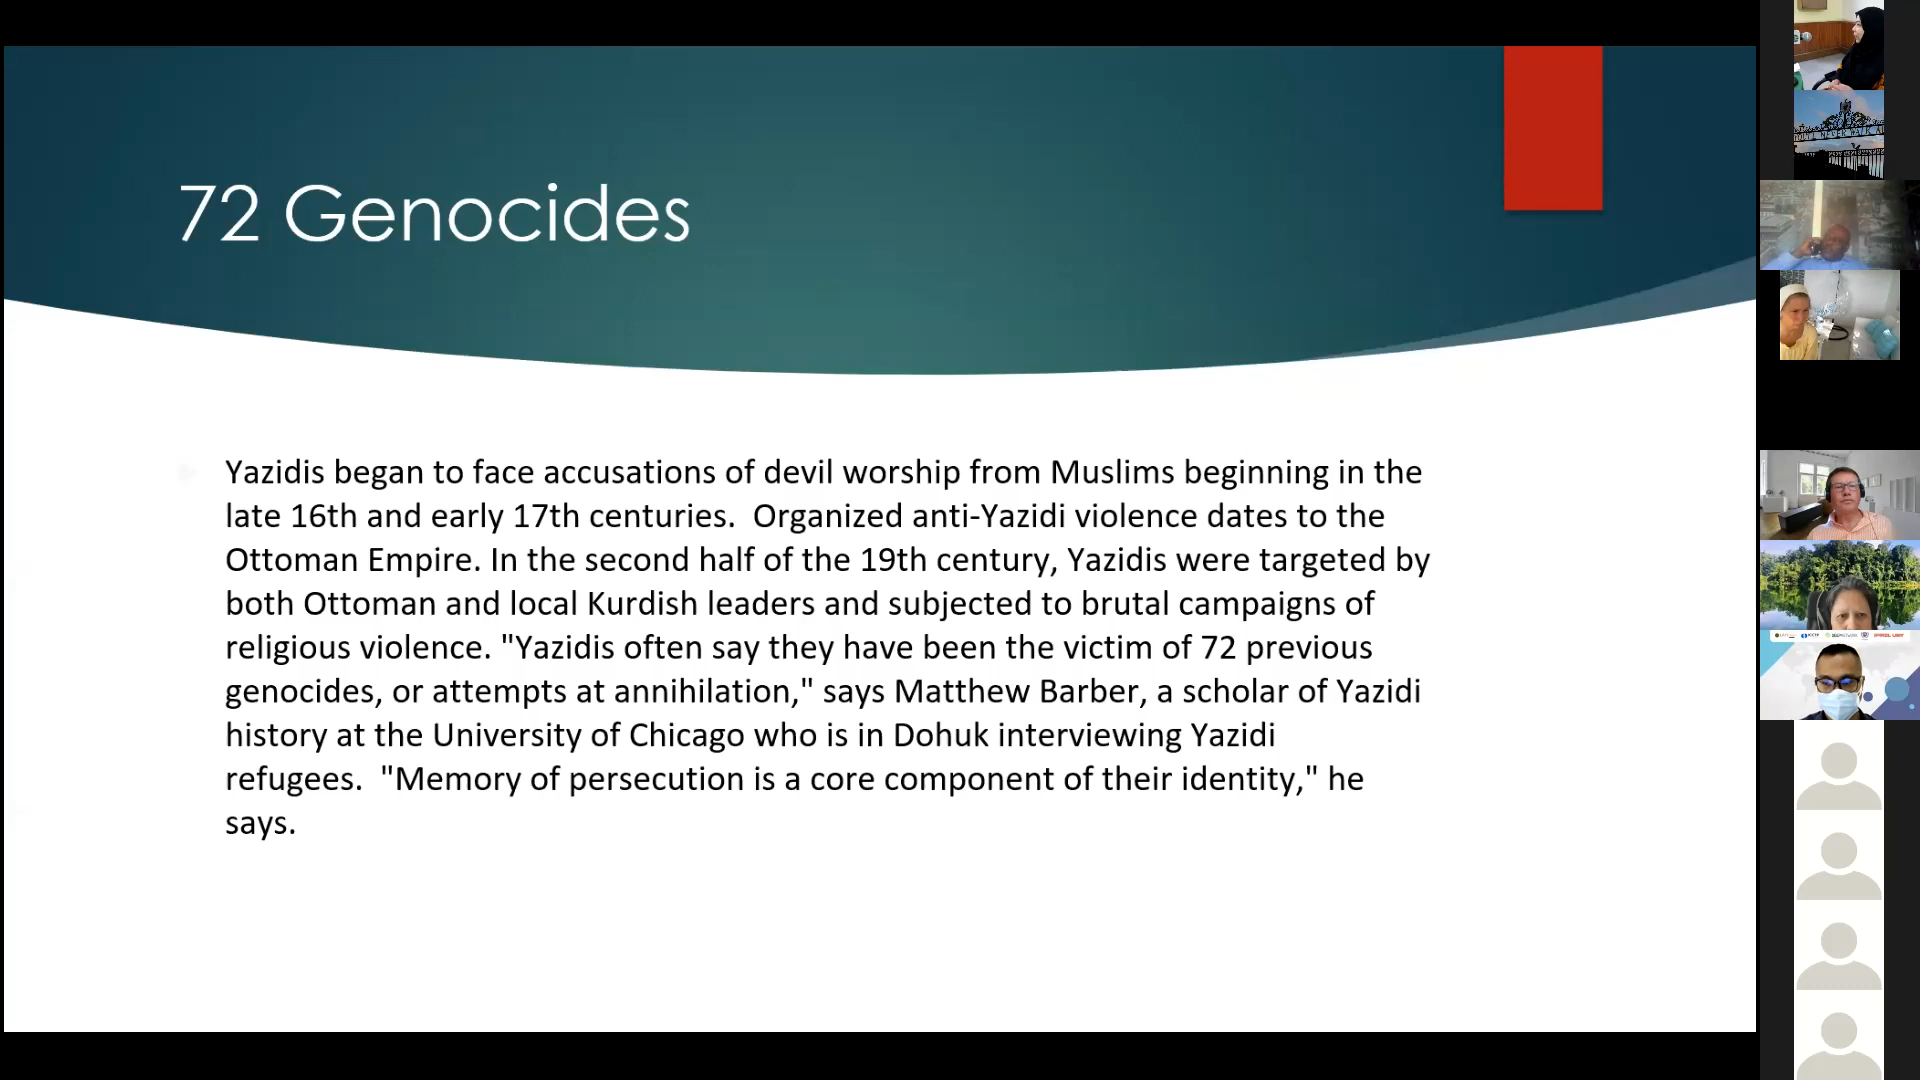 72 Genocides
Yazidis began to face accusations of devil worship from Muslims beginning in the
late 16th and early 17th centuries.  Organized anti-Yazidi violence dates to the
Ottoman Empire. In the second half of the 19th century, Yazidis were targeted by
both Ottoman and local Kurdish leaders and subjected to brutal campaigns of
religious violence. "Yazidis often say they have been the victim of 72 previous
genocides, or attempts at annihilation," says Matthew Barber, a scholar of Yazidi
history at the University of Chicago who is in Dohuk interviewing Yazidi
refugees.  "Memory of persecution is a core component of their identity," he
says.